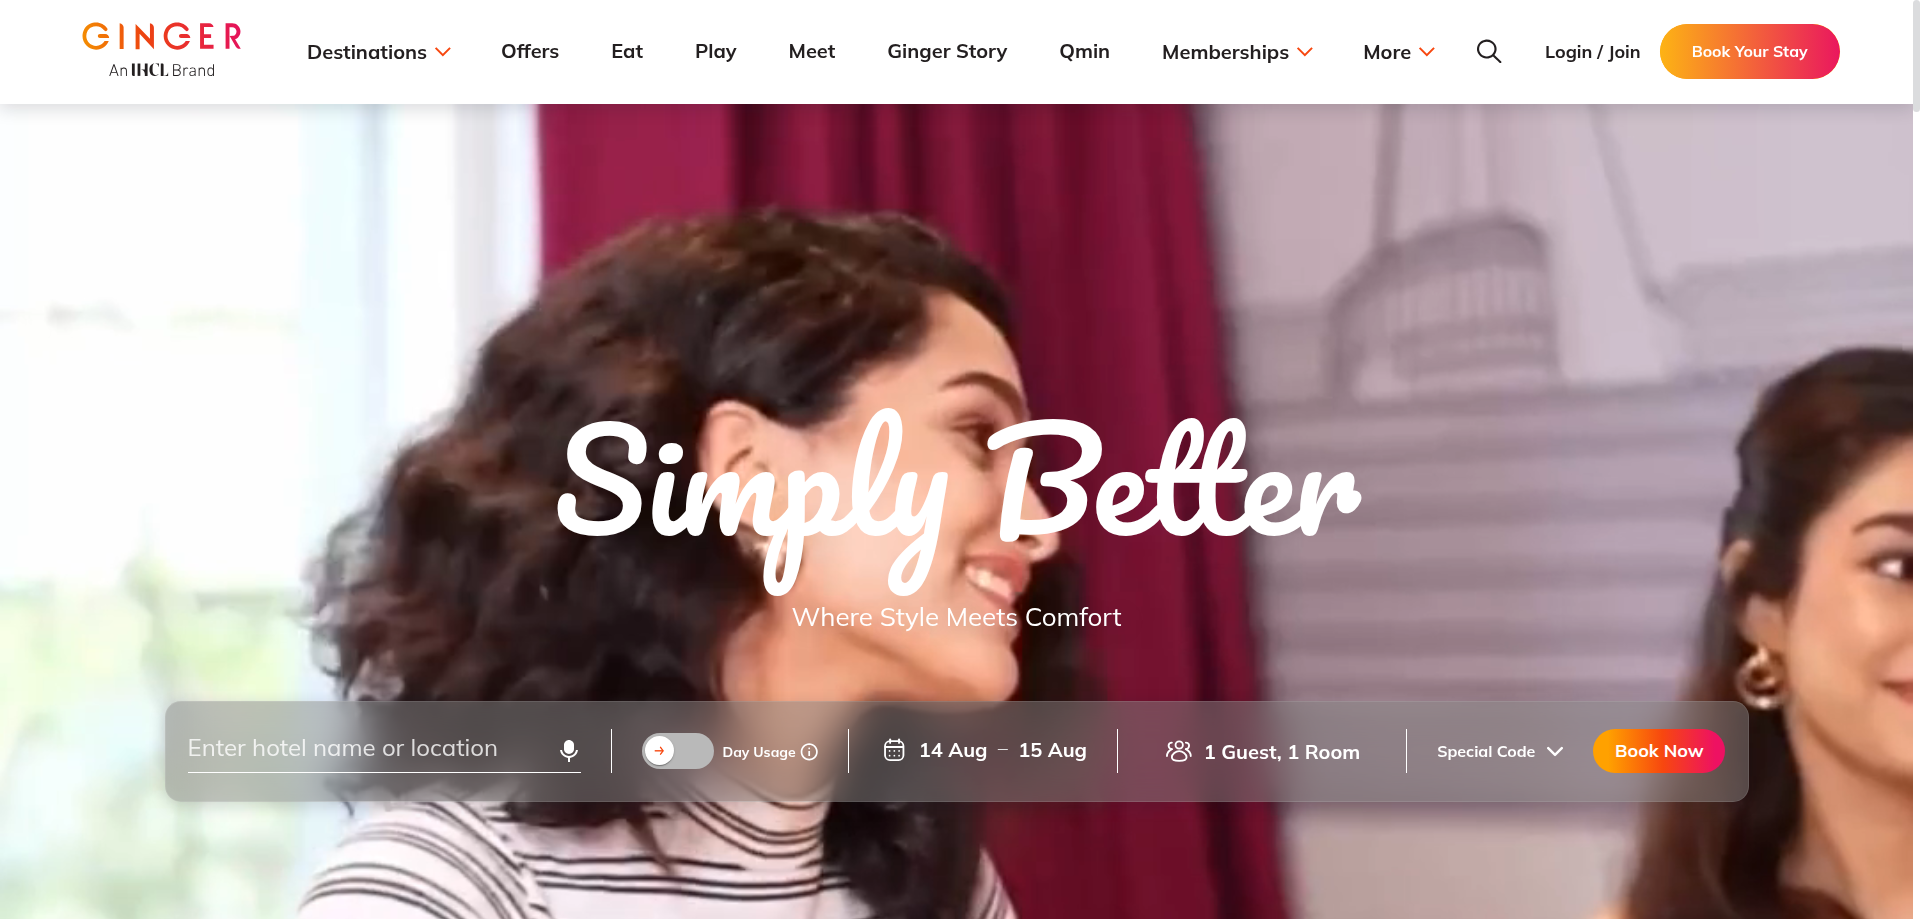 GINGER
An IHCL Brand
Destinations
Offers
Eat
Play
Meet
Ginger Story
Qmin
Memberships
More
Login / Join
Book Your Stay
Simply Better
Where Style Meets Comfort
Enter hotel name or location
Day Usage
14 Aug – 15 Aug
1 Guest, 1 Room
Special Code
Book Now